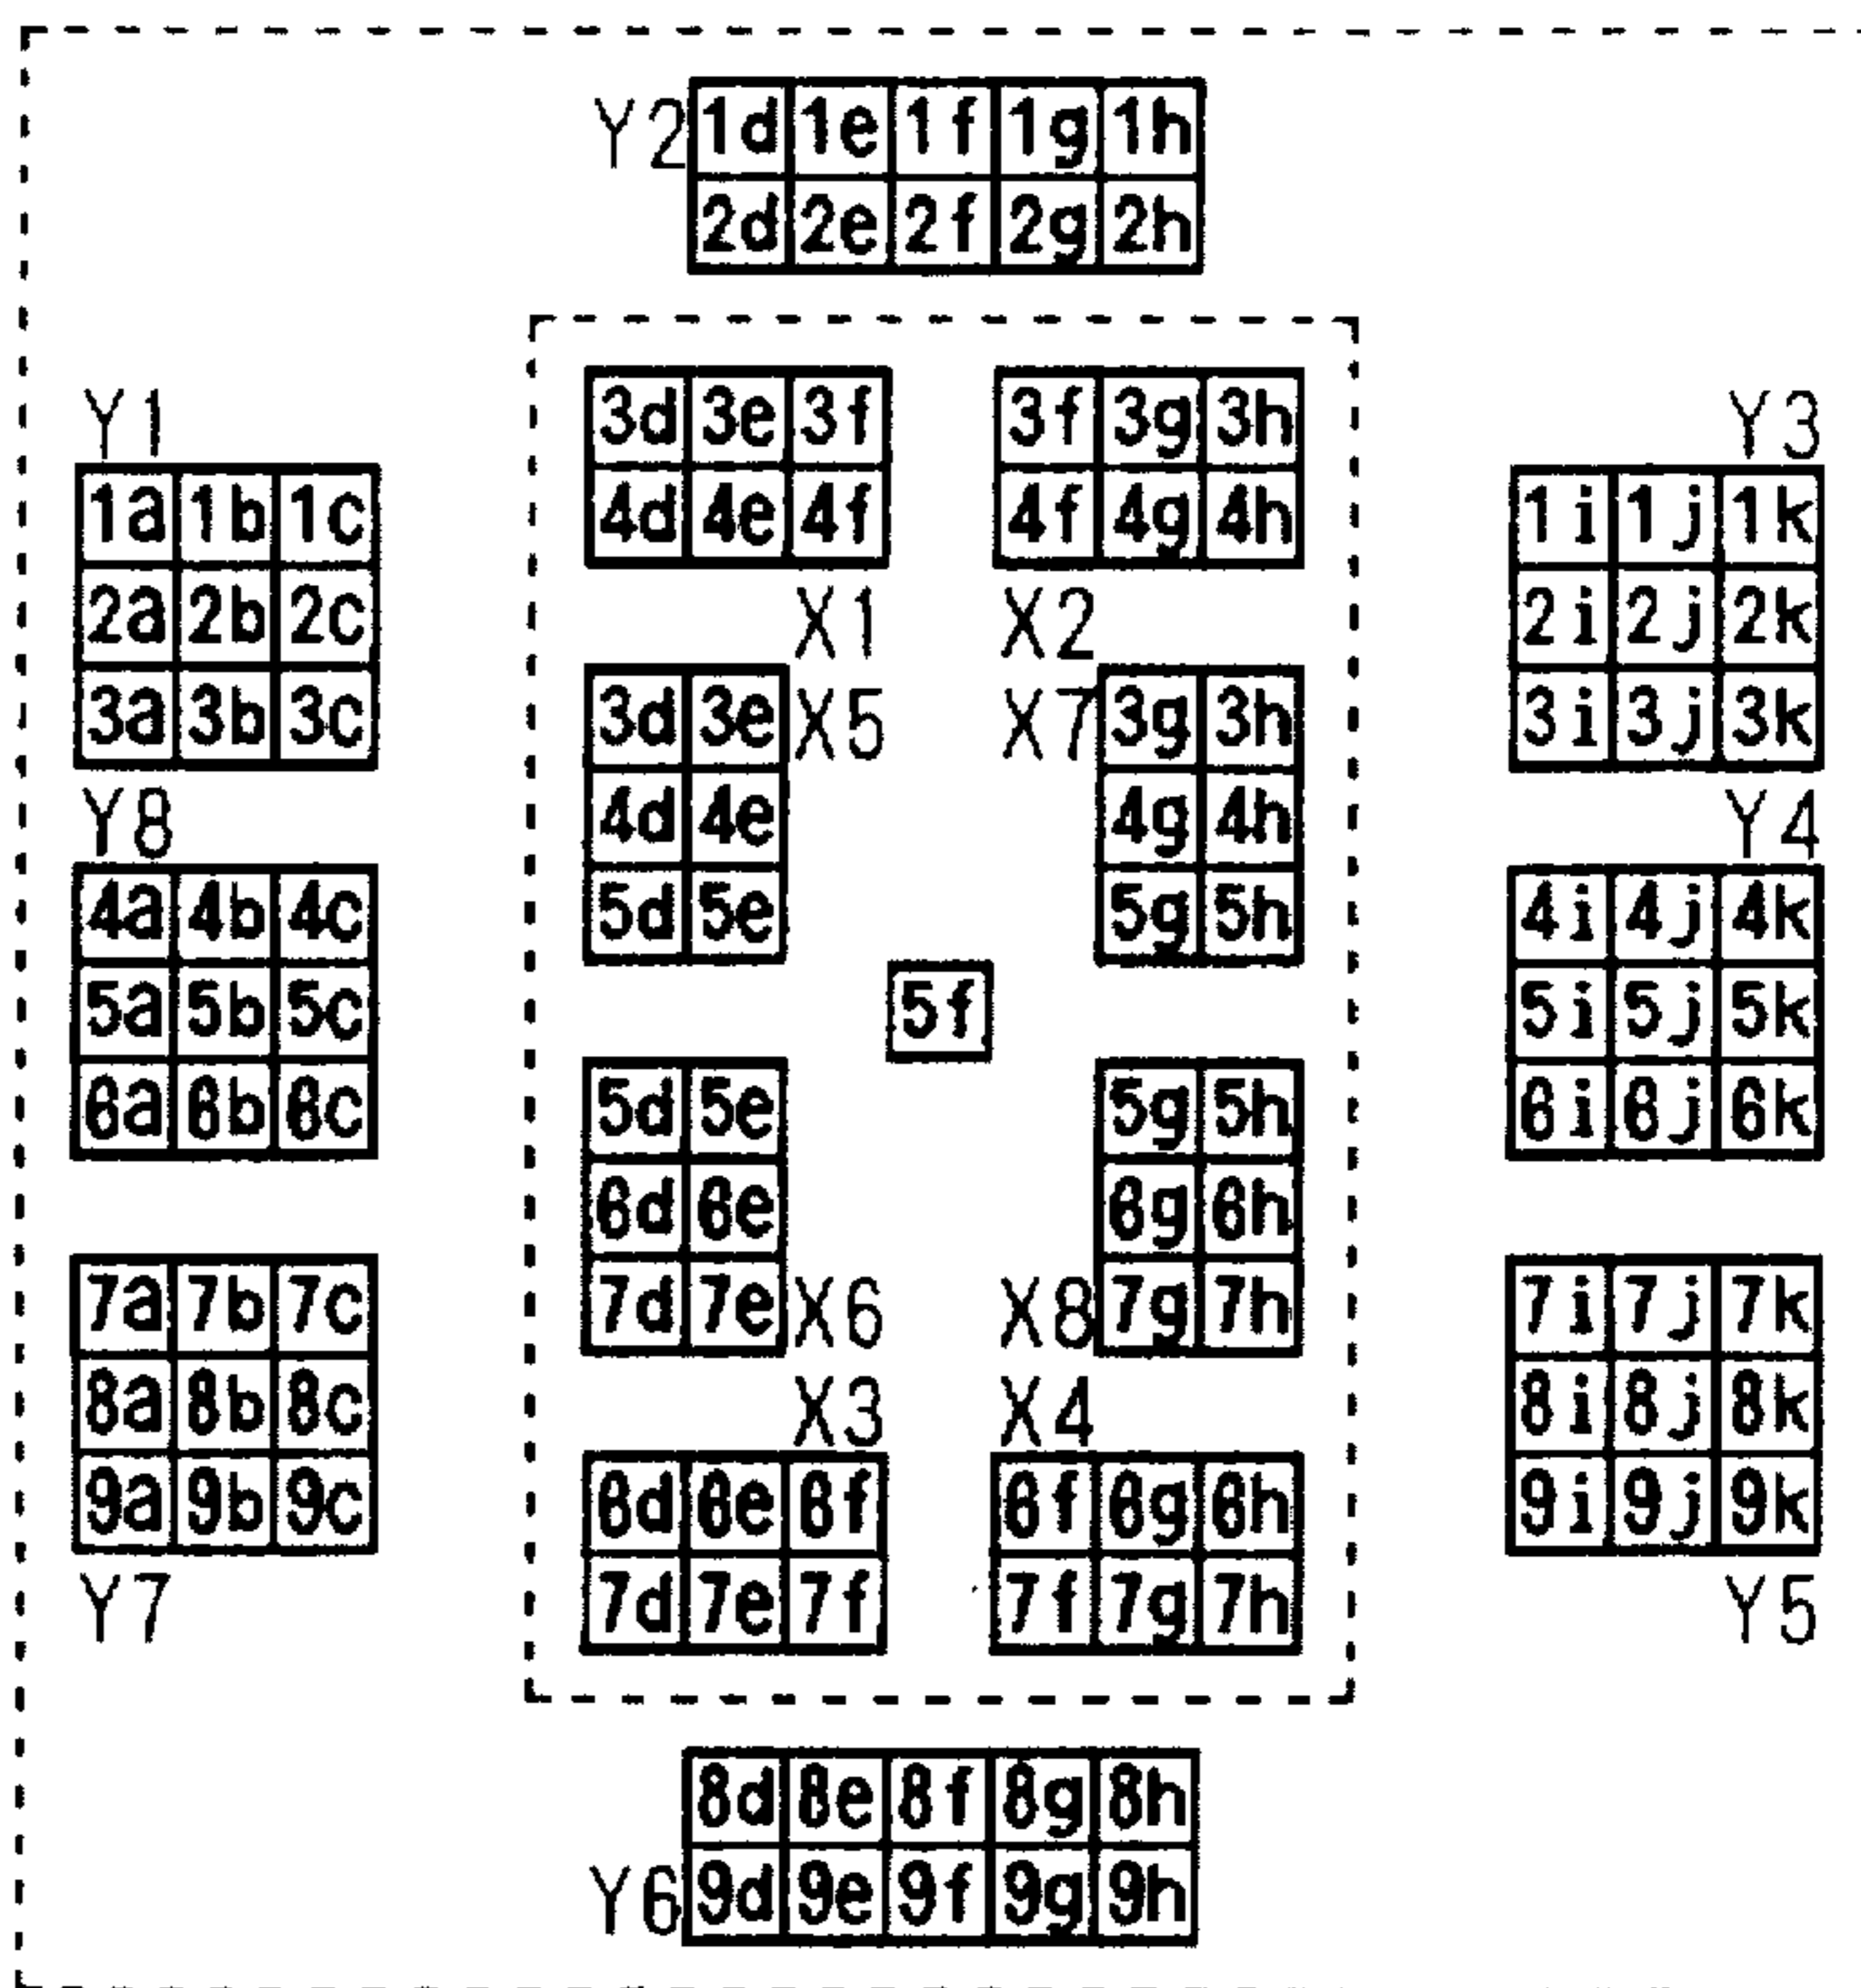 Y2 1d 1e 1f 1g 1h
2d 2e 2f 2g 2h
Y1
1a 1b 1c
2a 2b 2c
3a 3b 3c
Y8
4a 4b 4c
5a 5b 5c
6a 6b 6c
7a 7b 7c
8a 8b 8c
9a 9b 9c
Y7
3d 3e 3f
4d 4e 4f
X1
3f 3g 3h
4f 4g 4h
X2
3d 3e X5
4d 4e
5d 5e
X7 3g 3h
4g 4h
5g 5h
5f
5d 5e
6d 6e
7d 7e X6
5g 5h
6g 6h
X8 7g 7h
X3
6d 6e 6f
7d 7e 7f
X4
6f 6g 6h
7f 7g 7h
Y3
1i 1j 1k
2i 2j 2k
3i 3j 3k
Y4
4i 4j 4k
5i 5j 5k
6i 6j 6k
7i 7j 7k
8i 8j 8k
9i 9j 9k
Y5
8d 8e 8f 8g 8h
Y6 9d 9e 9f 9g 9h